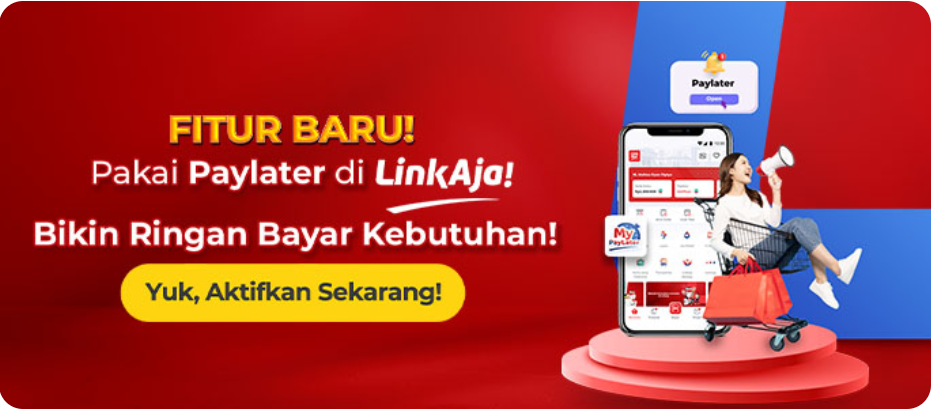 FITUR BARU!
Pakai Paylater di LinkAja!
Bikin Ringan Bayar Kebutuhan!
Yuk, Aktifkan Sekarang!
Paylater
Open
My
PayLater